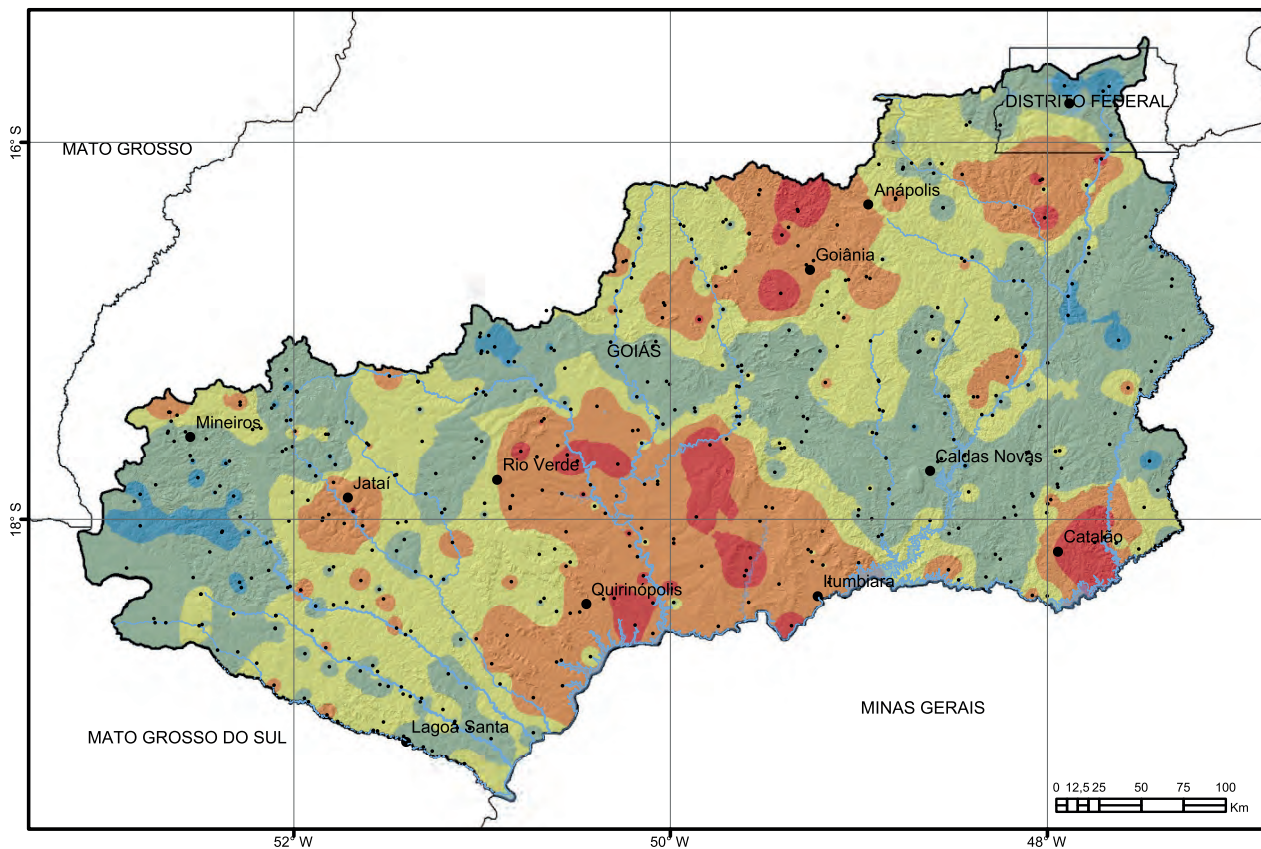 DISTRITO FEDERAL
16° S
MATO GROSSO
Anápolis
Goiânia
GOIÁS
Mineiros
Caldas Novas
Rio Verde
Jataí
18° S
Catalão
Itumbiara
Quirinópolis
MINAS GERAIS
Lagoa Santa
MATO GROSSO DO SUL
0 12,5 25 50 75 100
Km
52° W 50° W 48° W